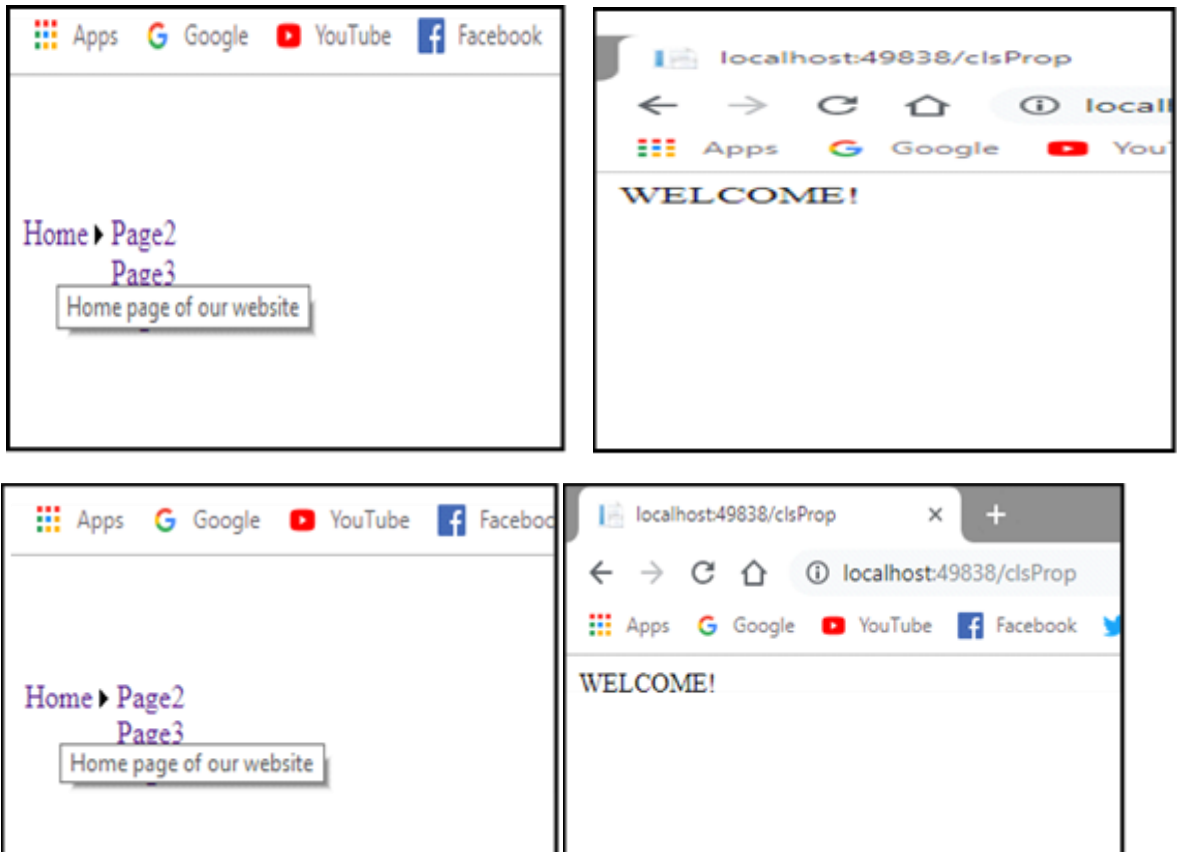 Apps Google YouTube Facebook
Home Page2
Page3
Home page of our website
localhost:49838/clsProp
locall
Apps Google You
WELCOME!
Apps Google YouTube Faceboo
Home Page2
Page3
Home page of our website
localhost:49838/clsProp
localhost:49838/clsProp
Apps Google YouTube Facebook
WELCOME!